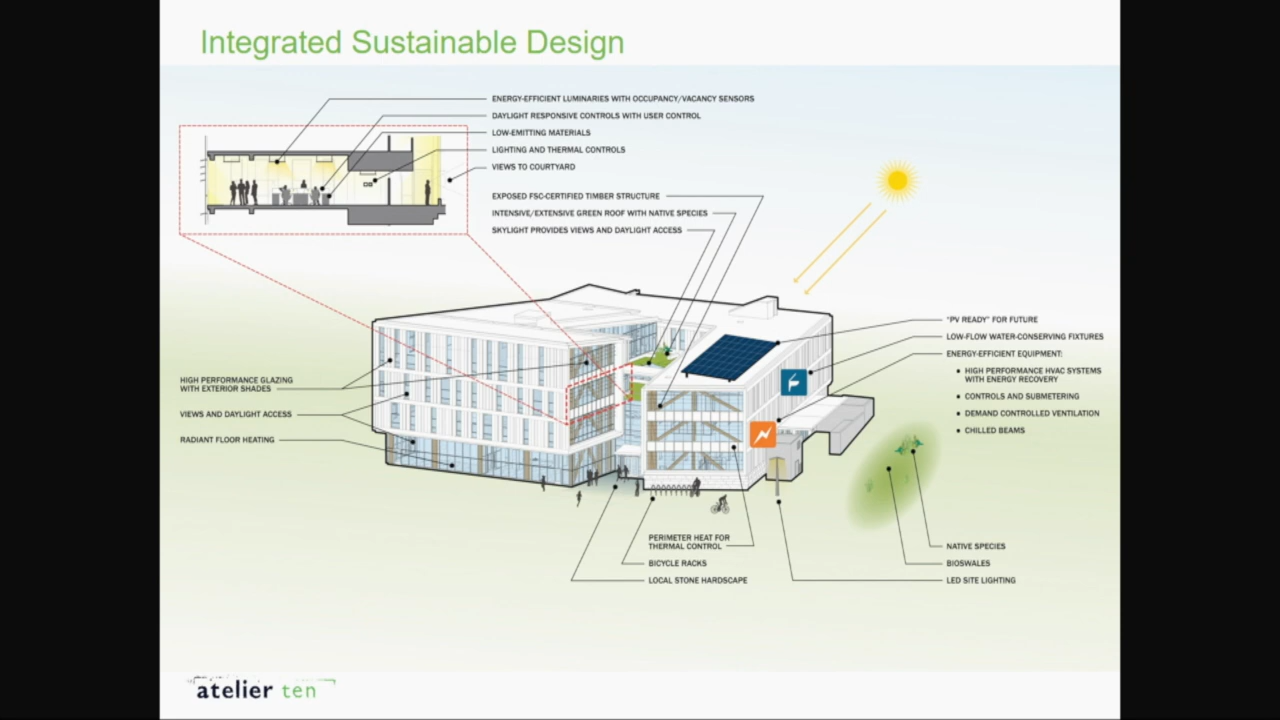 Integrated Sustainable Design
ENERGY-EFFICIENT LUMINARIES WITH OCCUPANCY/VACANCY SENSORS
DAYLIGHT RESPONSIVE CONTROLS WITH USER CONTROL
LOW-EMITTING MATERIALS
LIGHTING AND THERMAL CONTROLS
VIEWS TO COURTYARD
EXPOSED FSC-CERTIFIED TIMBER STRUCTURE
INTENSIVE/EXTENSIVE GREEN ROOF WITH NATIVE SPECIES
SKYLIGHT PROVIDES VIEWS AND DAYLIGHT ACCESS
"PV READY" FOR FUTURE
LOW-FLOW WATER-CONSERVING FIXTURES
ENERGY-EFFICIENT EQUIPMENT:
• HIGH PERFORMANCE HVAC SYSTEMS
WITH ENERGY RECOVERY
• CONTROLS AND SUBMETERING
• DEMAND CONTROLLED VENTILATION
• CHILLED BEAMS
HIGH PERFORMANCE GLAZING
WITH EXTERIOR SHADES
VIEWS AND DAYLIGHT ACCESS
RADIANT FLOOR HEATING
PERIMETER HEAT FOR
THERMAL CONTROL
BICYCLE RACKS
LOCAL STONE HARDSCAPE
NATIVE SPECIES
BIOSWALES
LED SITE LIGHTING
atelier ten